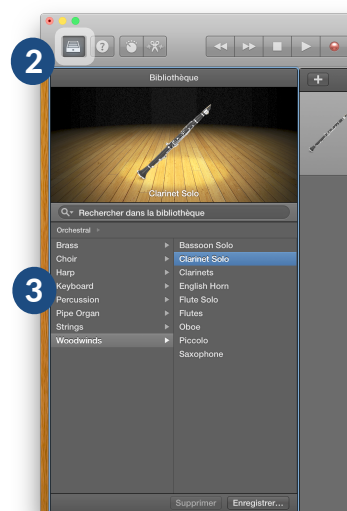 2
?
Bibliothèque
+
Clarinet Solo
Rechercher dans la bibliothèque
Orchestral
3
Brass
Choir
Harp
Keyboard
Percussion
Pipe Organ
Strings
Woodwinds
Bassoon Solo
Clarinet Solo
Clarinets
English Horn
Flute Solo
Flutes
Oboe
Piccolo
Saxophone
Supprimer
Enregistrer...